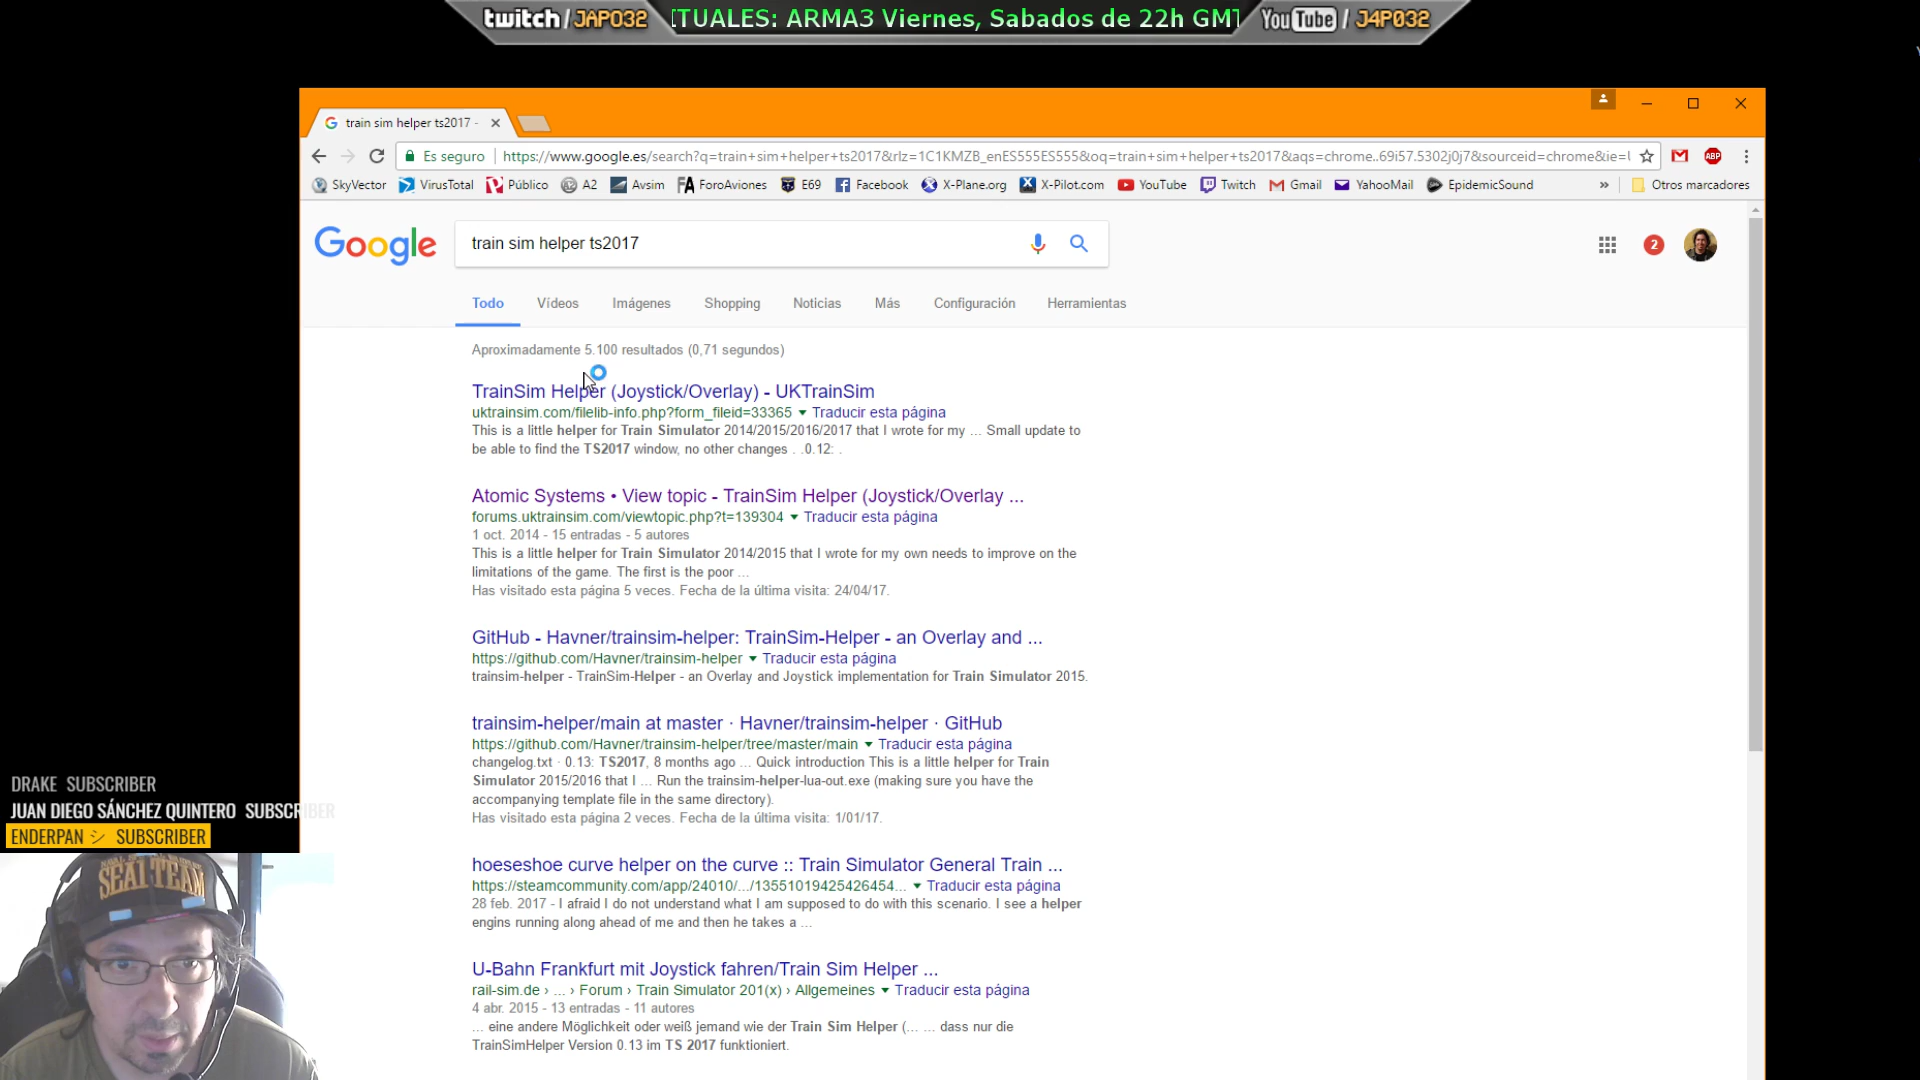 twitch / JAP032 ITUALES: ARMA3 Viernes, Sabados de 22h GMT YouTube / J4P032
train sim helper ts2017 -
Es seguro https://www.google.es/search?q=train+sim+helper+ts2017&rlz=1C1KMZB_enES555ES555&oq=train+sim+helper+ts2017&aqs=chrome..69i57.5302j0j7&sourceid=chrome&ie=U ABP
SkyVector VirusTotal Público A2 Avsim ForoAviones E69 Facebook X-Plane.org X-Pilot.com YouTube Twitch Gmail YahooMail EpidemicSound » Otros marcadores
Google train sim helper ts2017 2
Todo Vídeos Imágenes Shopping Noticias Más Configuración Herramientas
Aproximadamente 5.100 resultados (0,71 segundos)
TrainSim Helper (Joystick/Overlay) - UKTrainSim
uktrainsim.com/filelib-info.php?form_fileid=33365 Traducir esta página
This is a little helper for Train Simulator 2014/2015/2016/2017 that I wrote for my ... Small update to
be able to find the TS2017 window, no other changes . .0.12: .
Atomic Systems • View topic - TrainSim Helper (Joystick/Overlay ...
forums.uktrainsim.com/viewtopic.php?t=139304 Traducir esta página
1 oct. 2014 - 15 entradas - 5 autores
This is a little helper for Train Simulator 2014/2015 that I wrote for my own needs to improve on the
limitations of the game. The first is the poor ...
Has visitado esta página 5 veces. Fecha de la última visita: 24/04/17.
GitHub - Havner/trainsim-helper: TrainSim-Helper - an Overlay and ...
https://github.com/Havner/trainsim-helper Traducir esta página
trainsim-helper - TrainSim-Helper - an Overlay and Joystick implementation for Train Simulator 2015.
trainsim-helper/main at master · Havner/trainsim-helper · GitHub
https://github.com/Havner/trainsim-helper/tree/master/main Traducir esta página
changelog.txt · 0.13: TS2017, 8 months ago ... Quick introduction This is a little helper for Train
Simulator 2015/2016 that I ... Run the trainsim-helper-lua-out.exe (making sure you have the
accompanying template file in the same directory).
Has visitado esta página 2 veces. Fecha de la última visita: 1/01/17.
hoeseshoe curve helper on the curve :: Train Simulator General Train ...
https://steamcommunity.com/app/24010/.../13551019425426454... Traducir esta página
28 feb. 2017 - I afraid I do not understand what I am supposed to do with this scenario. I see a helper
engins running along ahead of me and then he takes a ...
U-Bahn Frankfurt mit Joystick fahren/Train Sim Helper ...
rail-sim.de › ... › Forum › Train Simulator 201(x) › Allgemeines Traducir esta página
4 abr. 2015 - 13 entradas - 11 autores
... eine andere Möglichkeit oder weiß jemand wie der Train Sim Helper (... ... dass nur die
TrainSimHelper Version 0.13 im TS 2017 funktioniert.
DRAKE SUBSCRIBER
JUAN DIEGO SÁNCHEZ QUINTERO SUBSCRIBER
ENDERPAN シ SUBSCRIBER
SEAL TEAM